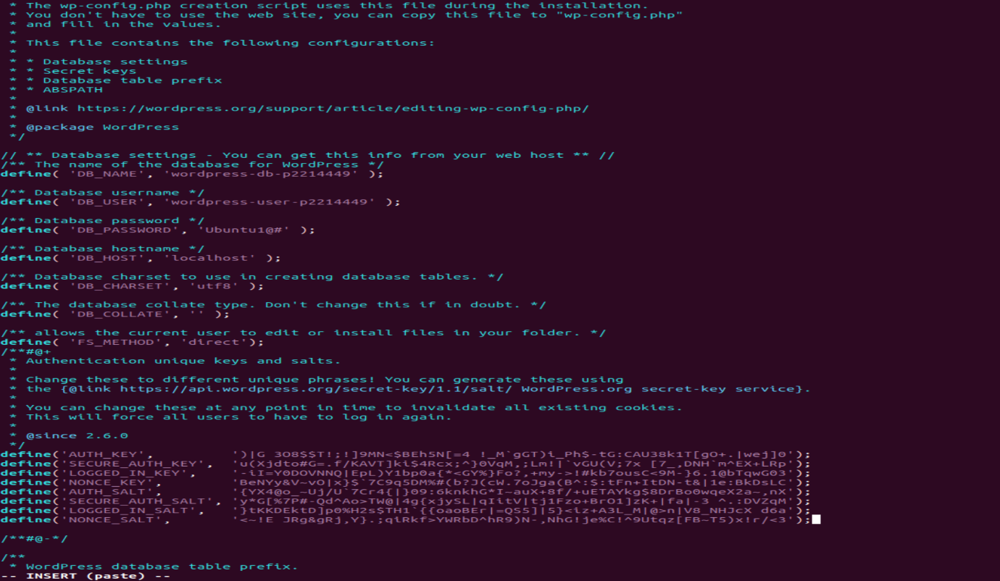 * The wp-config.php creation script uses this file during the installation.
 * You don't have to use the web site, you can copy this file to "wp-config.php"
 * and fill in the values.
 *
 * This file contains the following configurations:
 *
 * * Database settings
 * * Secret keys
 * * Database table prefix
 * * ABSPATH
 *
 * @link https://wordpress.org/support/article/editing-wp-config-php/
 *
 * @package WordPress
 */

// ** Database settings - You can get this info from your web host ** //
/** The name of the database for WordPress */
define( 'DB_NAME', 'wordpress-db-p2214449' );

/** Database username */
define( 'DB_USER', 'wordpress-user-p2214449' );

/** Database password */
define( 'DB_PASSWORD', 'Ubuntu1@#' );

/** Database hostname */
define( 'DB_HOST', 'localhost' );

/** Database charset to use in creating database tables. */
define( 'DB_CHARSET', 'utf8' );

/** The database collate type. Don't change this if in doubt. */
define( 'DB_COLLATE', '' );

/** allows the current user to edit or install files in your folder. */
define( 'FS_METHOD', 'direct');
/**#@+
 * Authentication unique keys and salts.
 *
 * Change these to different unique phrases! You can generate these using
 * the {@link https://api.wordpress.org/secret-key/1.1/salt/ WordPress.org secret-key service}.
 *
 * You can change these at any point in time to invalidate all existing cookies.
 * This will force all users to have to log in again.
 *
 * @since 2.6.0
 */
define('AUTH_KEY',         ')|G 3O8$$T!;!]9MN<$BEh5N[=4 !_M`gGT)i_Ph$-tG:CAU38k1T[gO+.|wej]0');
define('SECURE_AUTH_KEY',  'u(Xjdto#G=.f/KAVT]ki$4Rcx;^}0VqM,;Lm!|`vGU(V;7x [7_,DNH`m^EX+LRp');
define('LOGGED_IN_KEY',    '-iI=Y0DOVNNQ|EpL)Y1bp0a{*<GY%}Fo?,+my->!#kb7ousC<9M-}6.1@bTqwG03');
define('NONCE_KEY',        'BeNYy&V~vO|x}$`7C9q5DM%#(b?J(cW.7oJga(B^:$:tFn+ItDN-t&|1e:BkDsLC');
define('AUTH_SALT',        '{YX4@o_~Uj/U`7Cr4{|}09:6knkhG*I~auX+8f/+uETAYkg$8DrBo0wqeX2a~,nX');
define('SECURE_AUTH_SALT', 'y*G[%7P#-Qd^Ao>TW@|4g{xjySL|qIitV|tj1Fzo+BrO1]zK+|fa|-3 ^.:DVZqM');
define('LOGGED_IN_SALT',   '}tKKDEktD]p0%H2s$TH1`{{oaoBEr|=QS5]|5}<iz+A3L_M|@>n|V8_NHJcX d6a');
define('NONCE_SALT',       '<~!E JRg&gRj,Y}.;qiRkf>YWRbD^hR9)N-,NhG!je%C!^9Utqz[FB~T5)x!r/<3');

/**#@-*/

/**
 * WordPress database table prefix.
-- INSERT (paste) --